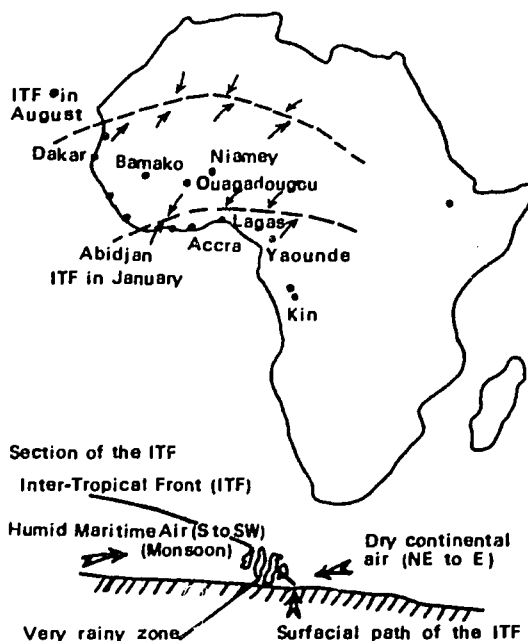 ITF in
August
Dakar
Bamako
Niamey
Ouagadougou
Lagas
Accra
Yaounde
Abidjan
ITF in January
Kin
Section of the ITF
Inter-Tropical Front (ITF)
Humid Maritime Air (S to SW)
(Monsoon)
Dry continental
air (NE to E)
Very rainy zone
Surfacial path of the ITF